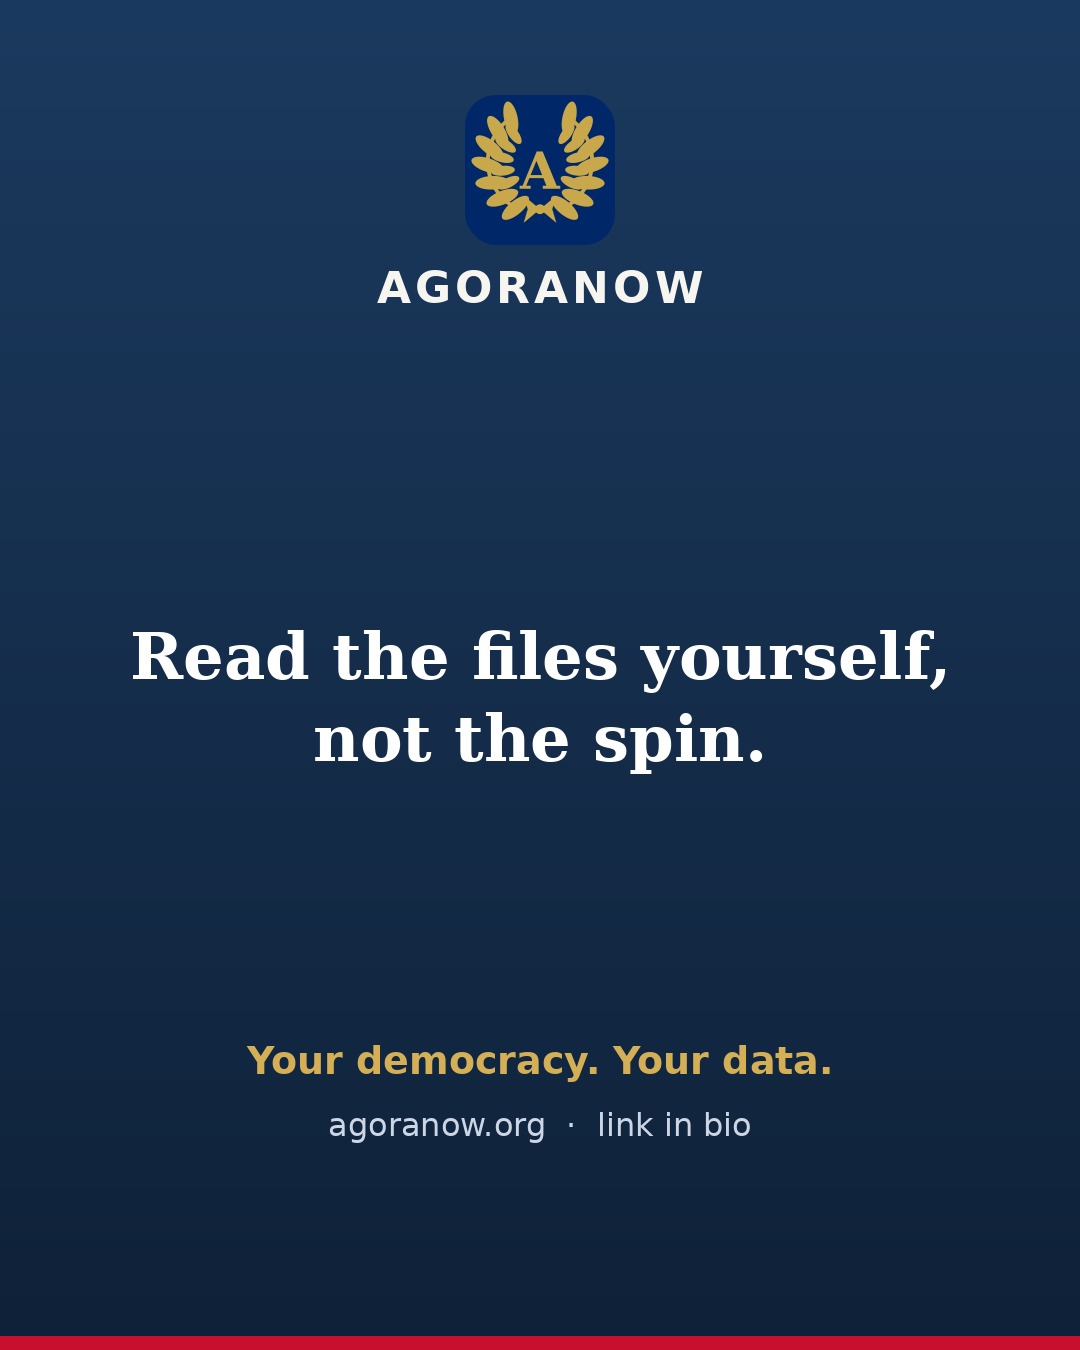 A
AGORANOW
Read the files yourself,
not the spin.
Your democracy. Your data.
agoranow.org · link in bio